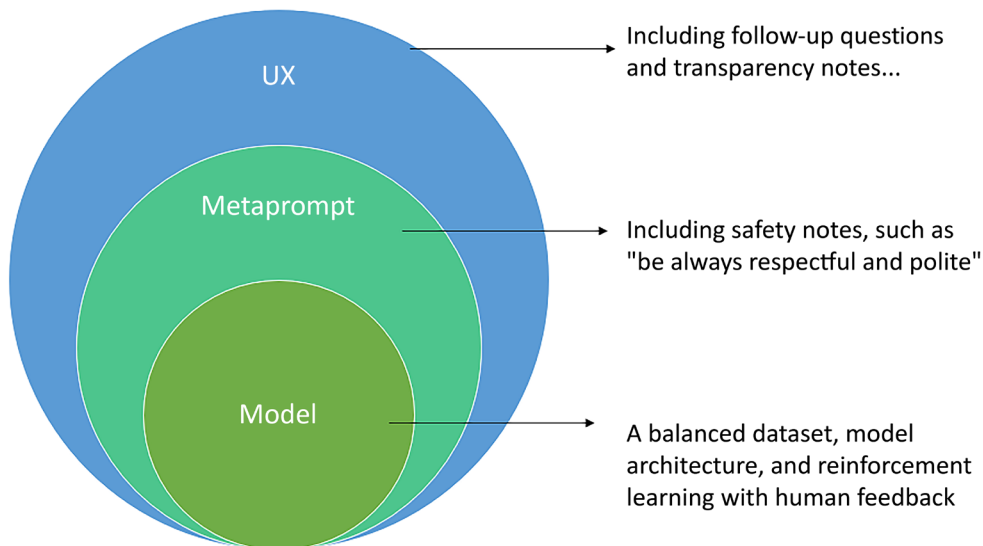 UX
Including follow-up questions
and transparency notes...
Metaprompt
Including safety notes, such as
"be always respectful and polite"
Model
A balanced dataset, model
architecture, and reinforcement
learning with human feedback